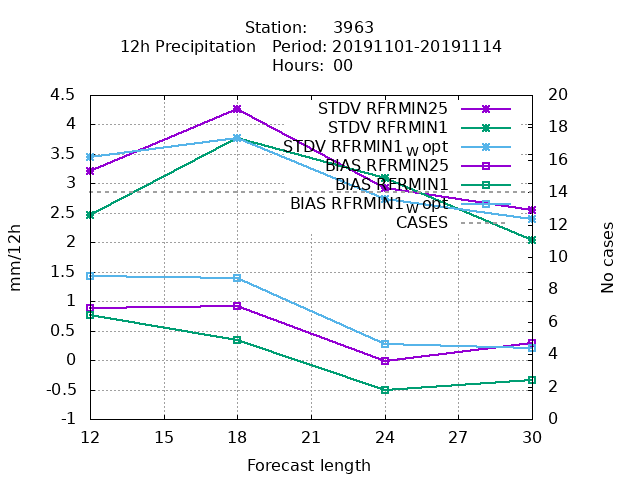 Station: 3963
12h Precipitation Period: 20191101-20191114
Hours: 00
4.5
4
3.5
3
2.5
2
1.5
1
0.5
0
-0.5
-1
mm/12h
20
18
16
14
12
10
8
6
4
2
0
No cases
STDV RFRMIN25
STDV RFRMIN1
STDV RFRMIN1W opt
BIAS RFRMIN25
BIAS RFRMIN1
BIAS RFRMIN1W opt
CASES
12 15 18 21 24 27 30
Forecast length